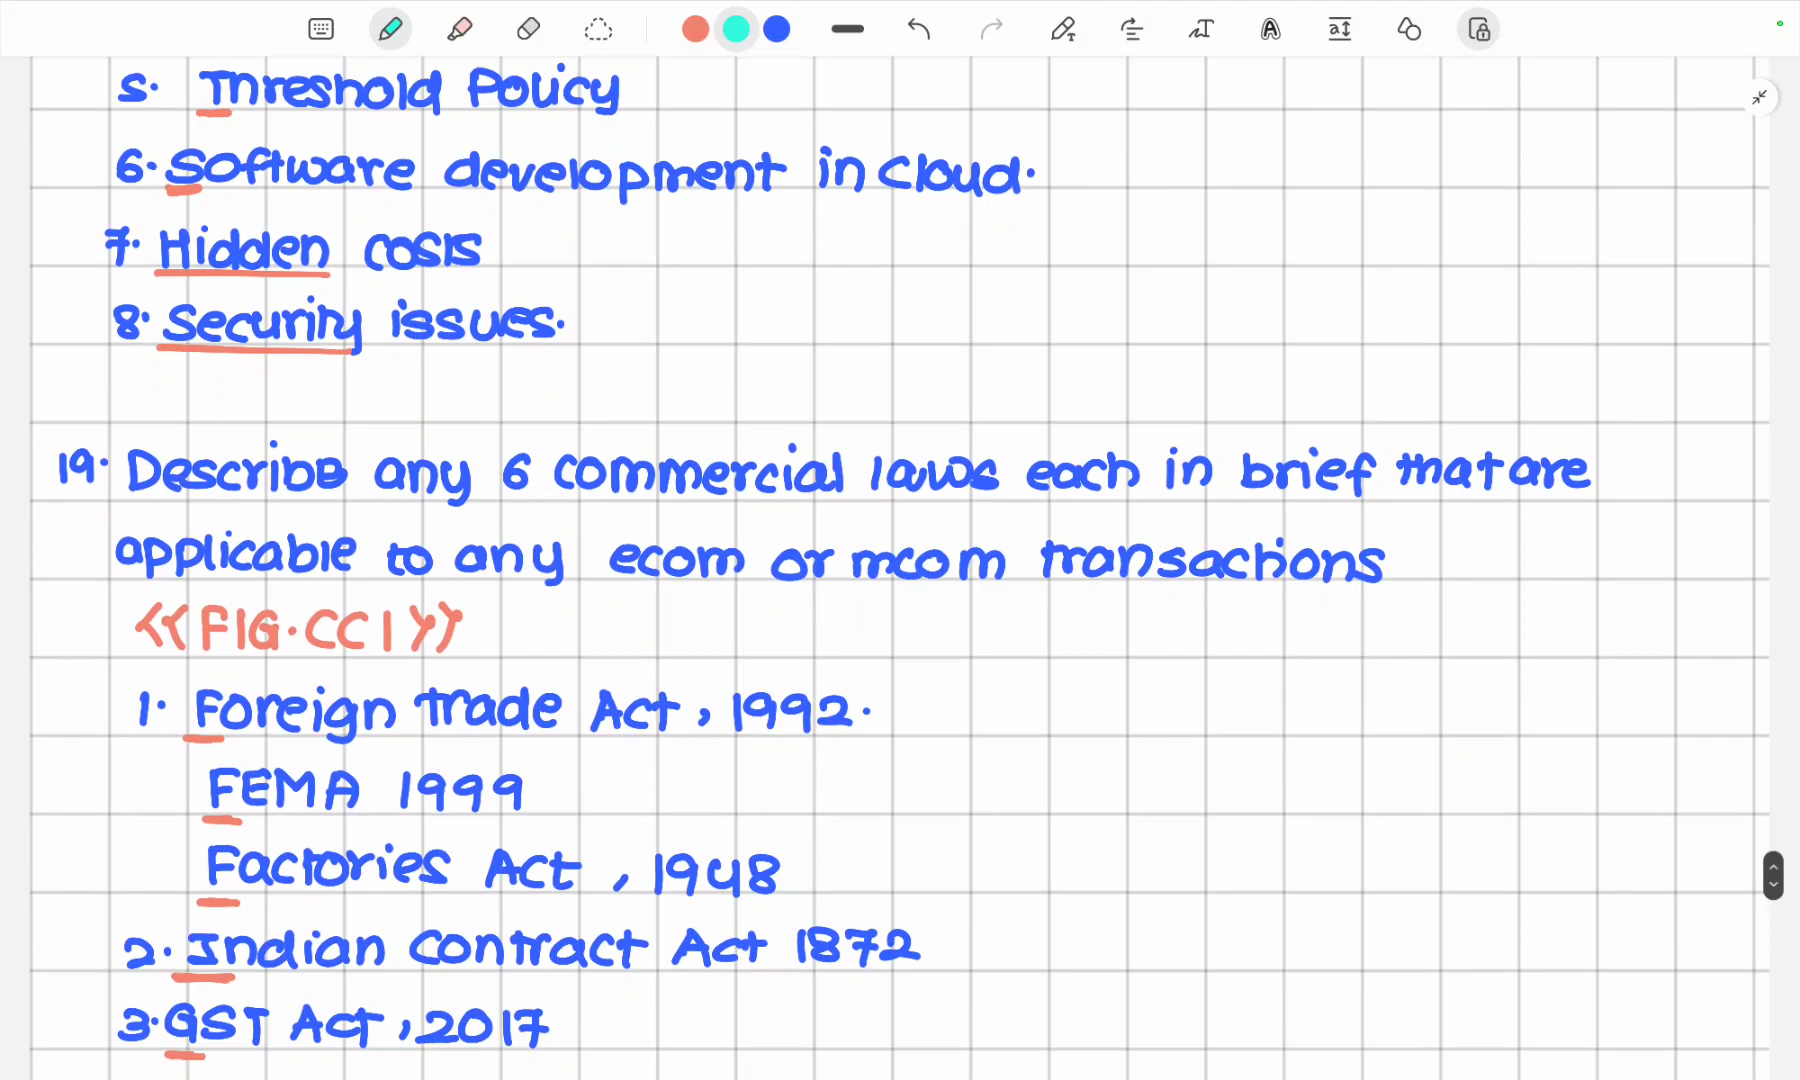 5. Threshold Policy
6. Software development in cloud.
7. Hidden costs
8. Security issues.
19. Describe any 6 commercial laws each in brief that are
applicable to any ecom or mcom transactions
<<FIG.CCI>>
1. Foreign trade Act, 1992.
FEMA 1999
Factories Act, 1948
2. Indian Contract Act 1872
3. GST Act, 2017